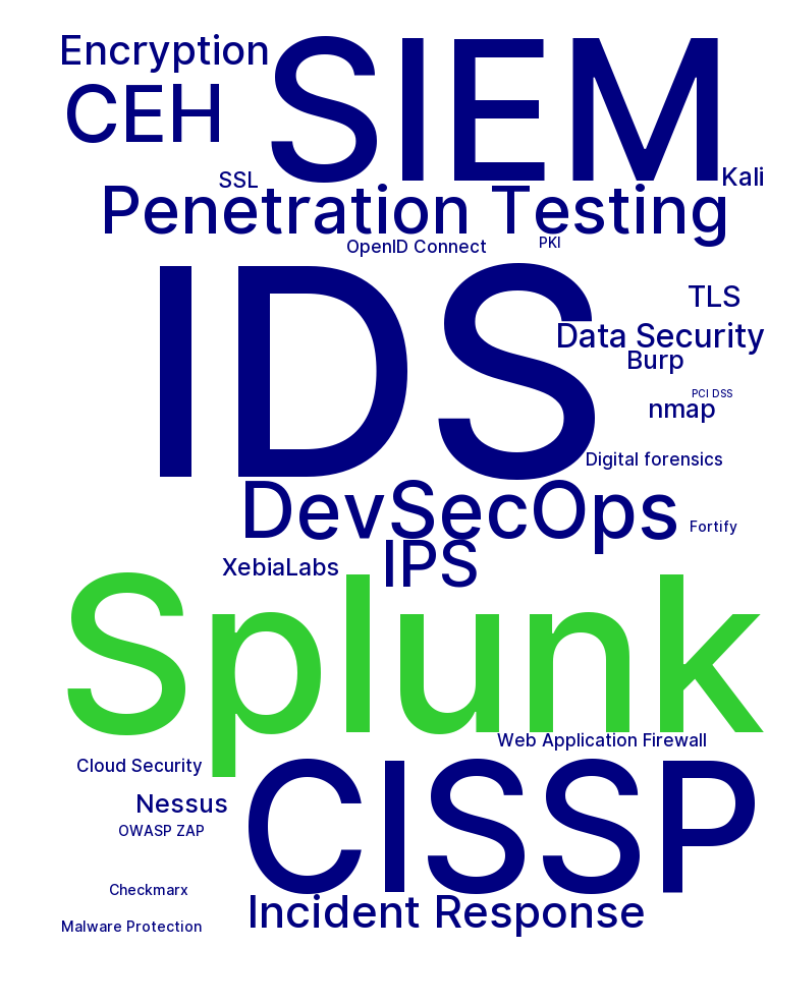 Encryption
SIEM
CEH
SSL
Kali
Penetration Testing
OpenID Connect
PKI
IDS
TLS
Data Security
Burp
PCI DSS
nmap
Digital forensics
DevSecOps
Fortify
IPS
XebiaLabs
Splunk
Web Application Firewall
Cloud Security
CISSP
Nessus
OWASP ZAP
Checkmarx
Incident Response
Malware Protection